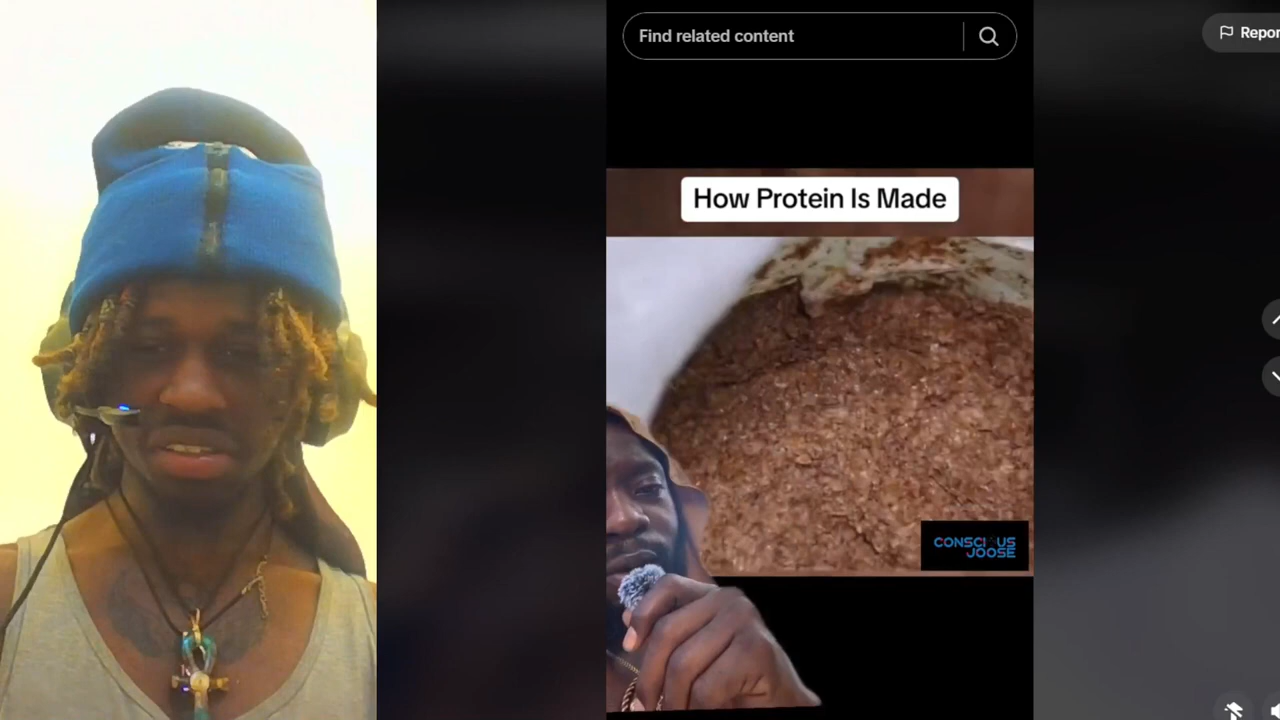 Find related content
Repor
How Protein Is Made
CONSCIOUS
JOOSE